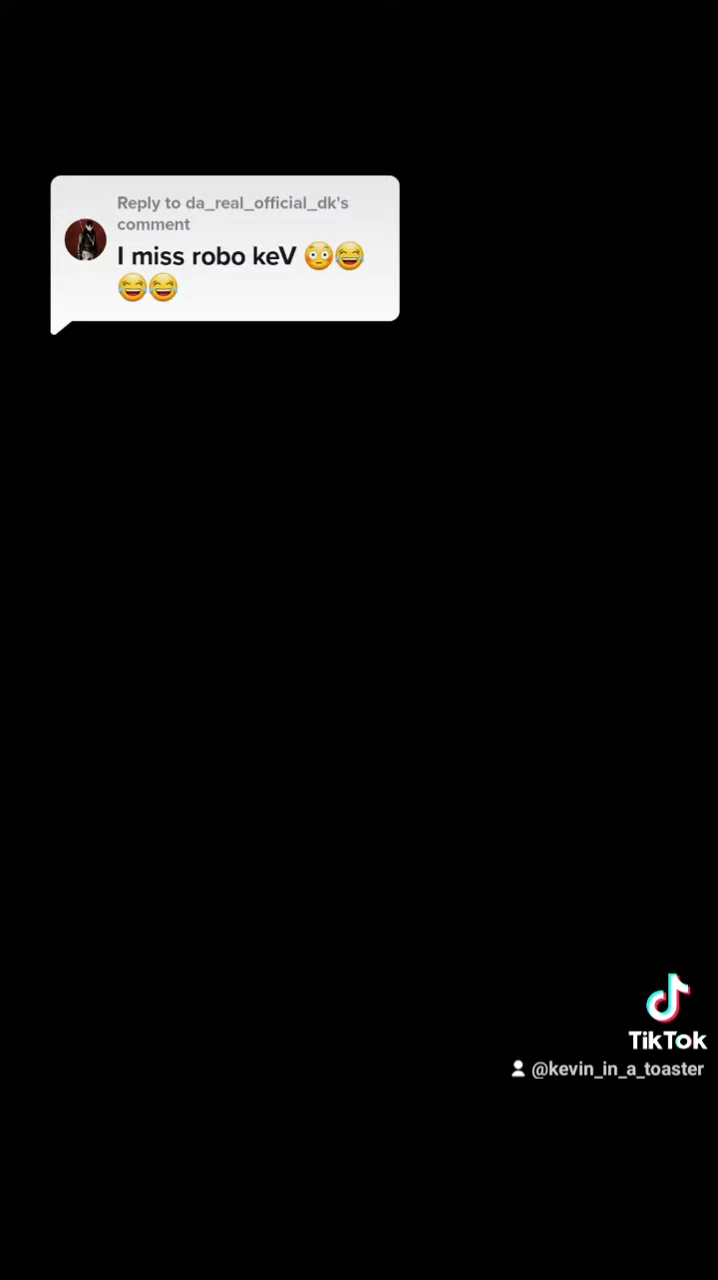 Reply to da_real_official_dk's
comment
I miss robo keV 😳😂
😂😂
TikTok
@kevin_in_a_toaster